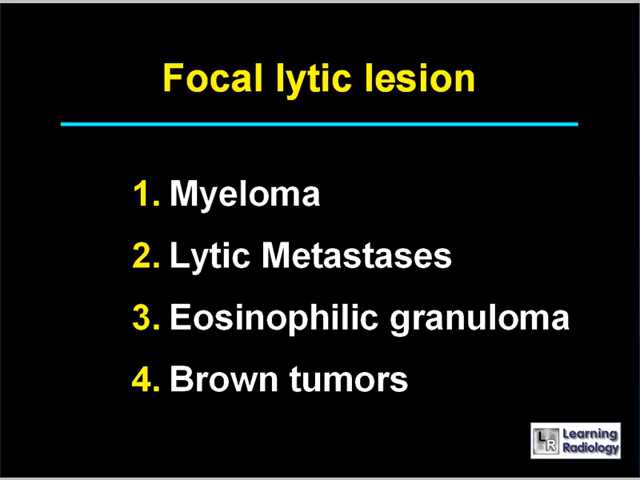 Focal lytic lesion
1. Myeloma
2. Lytic Metastases
3. Eosinophilic granuloma
4. Brown tumors
LR Learning
Radiology